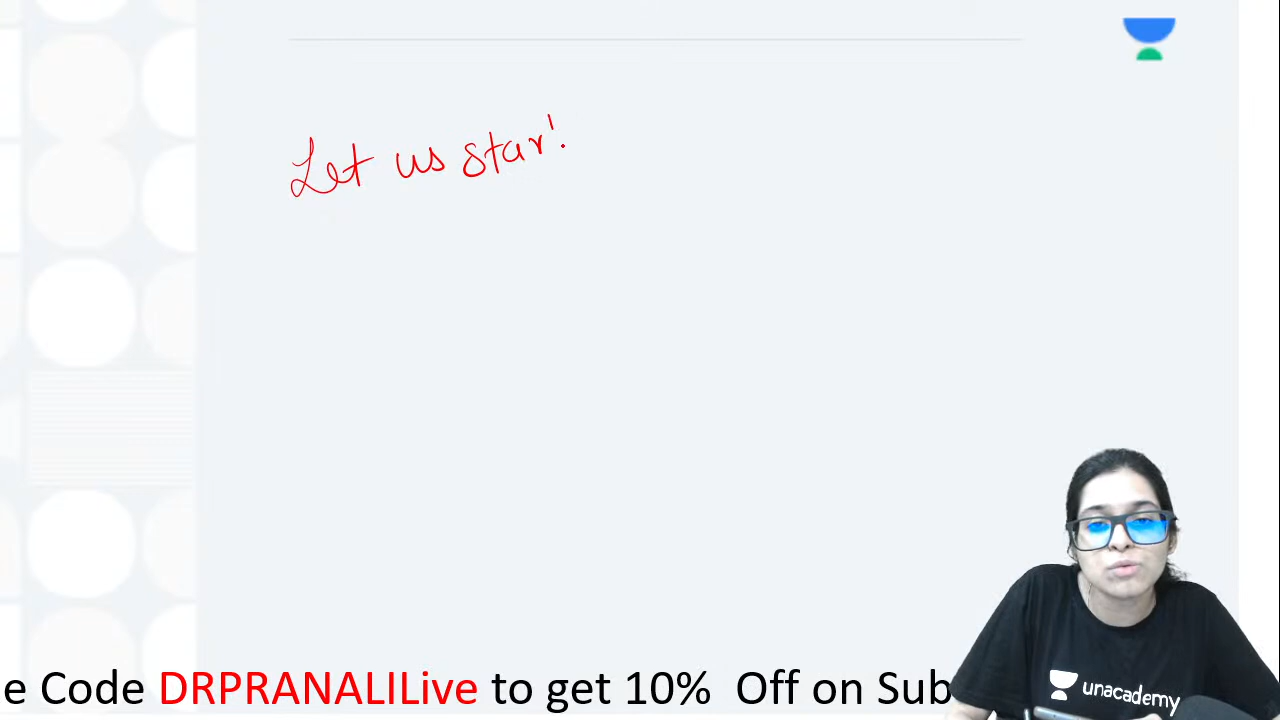 Let us star'.
e Code DRPRANALILive to get 10% Off on Sub
unacademy